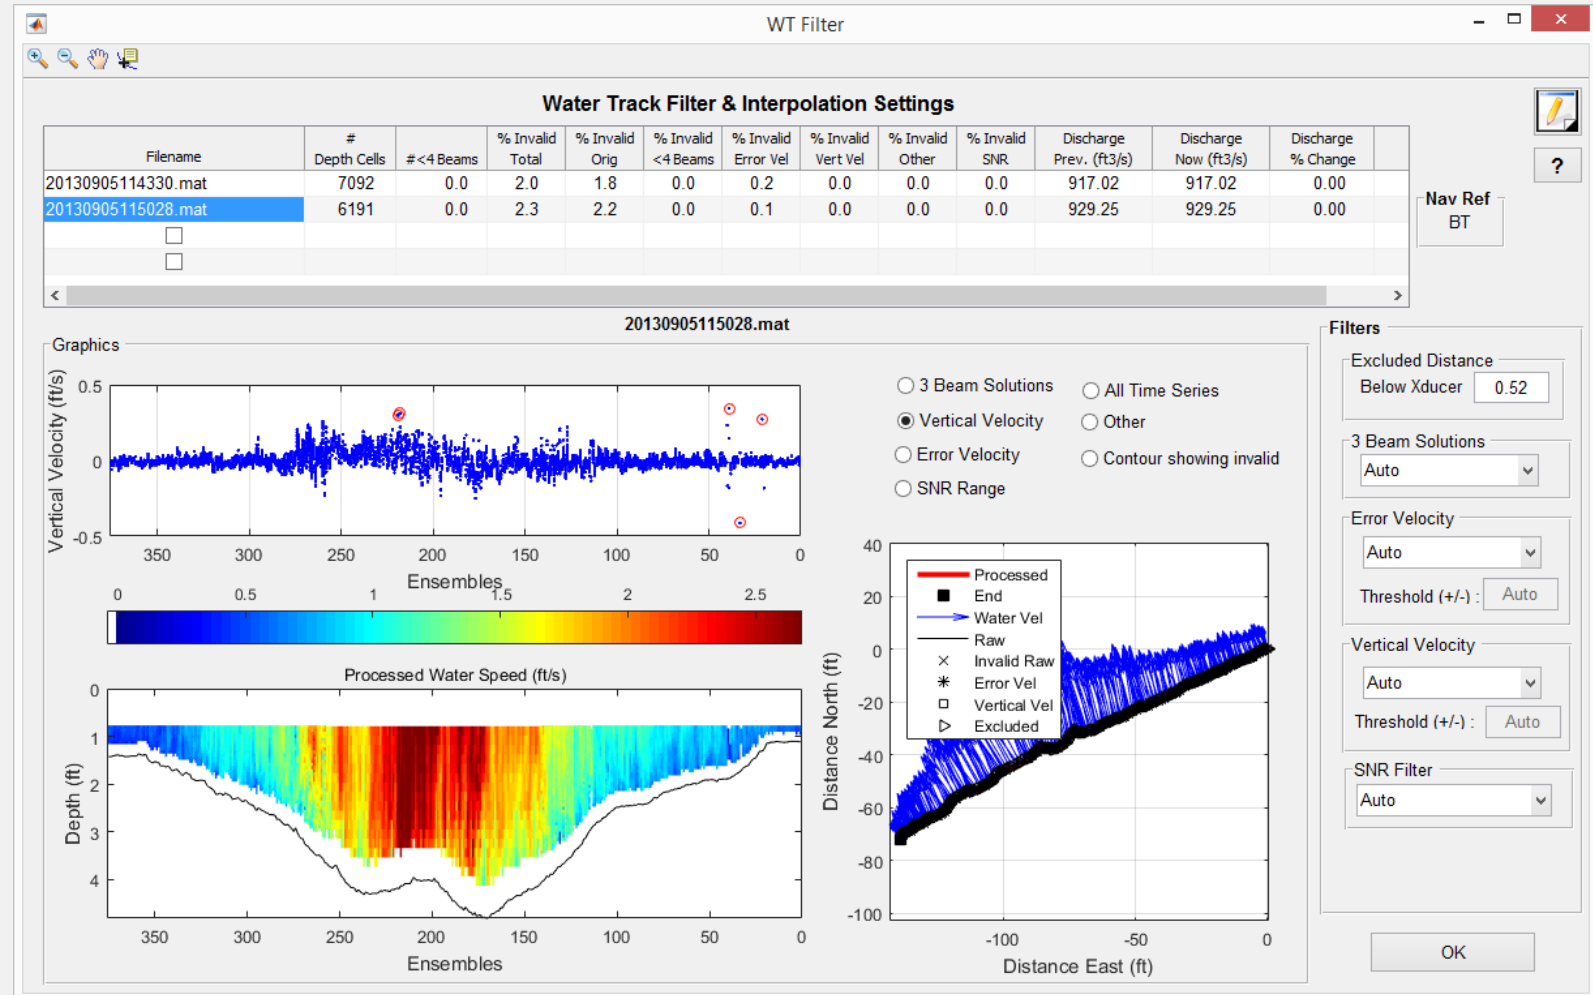 WT Filter
Water Track Filter & Interpolation Settings
Filename # Depth Cells #<4 Beams % Invalid Total % Invalid Orig % Invalid <4 Beams % Invalid Error Vel % Invalid Vert Vel % Invalid Other % Invalid SNR Discharge Prev. (ft3/s) Discharge Now (ft3/s) Discharge % Change
20130905114330.mat 7092 0.0 2.0 1.8 0.0 0.2 0.0 0.0 0.0 917.02 917.02 0.00
20130905115028.mat 6191 0.0 2.3 2.2 0.0 0.1 0.0 0.0 0.0 929.25 929.25 0.00
?
Nav Ref
BT
20130905115028.mat
Graphics
Vertical Velocity (ft/s)
0.5
0
-0.5
350 300 250 200 150 100 50 0
Ensembles
0 0.5 1 1.5 2 2.5
Processed Water Speed (ft/s)
Depth (ft)
0
1
2
3
4
350 300 250 200 150 100 50 0
Ensembles
3 Beam Solutions
Vertical Velocity
Error Velocity
SNR Range
All Time Series
Other
Contour showing invalid
Distance North (ft)
40
20
0
-20
-40
-60
-80
-100
Processed
End
Water Vel
Raw
Invalid Raw
Error Vel
Vertical Vel
Excluded
-100 -50 0
Distance East (ft)
Filters
Excluded Distance
Below Xducer 0.52
3 Beam Solutions
Auto
Error Velocity
Auto
Threshold (+/-) : Auto
Vertical Velocity
Auto
Threshold (+/-) : Auto
SNR Filter
Auto
OK